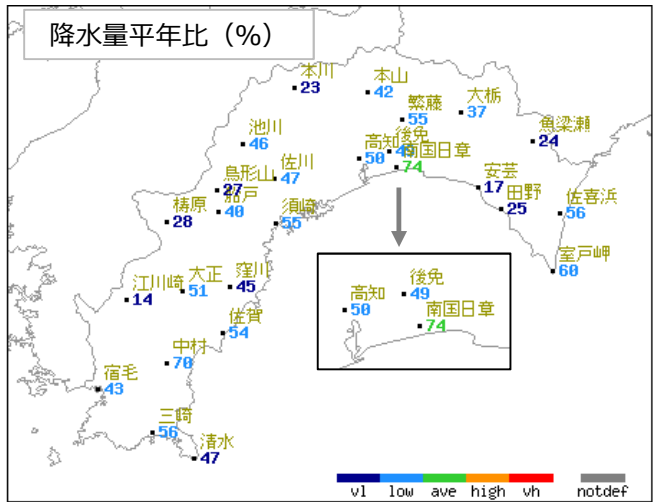 降水量平年比（％）
本川
23
本山
42
繁藤
55
大栃
37
魚梁瀬
24
池川
46
高知
50
後免
49
南国日章
74
佐川
47
鳥形山
27
船戸
40
梼原
28
須崎
55
安芸
17
田野
25
佐喜浜
56
室戸岬
60
江川崎
14
大正
51
窪川
45
佐賀
54
中村
70
宿毛
43
三崎
56
清水
47
高知
50
後免
49
南国日章
74
vl low ave high vh notdef